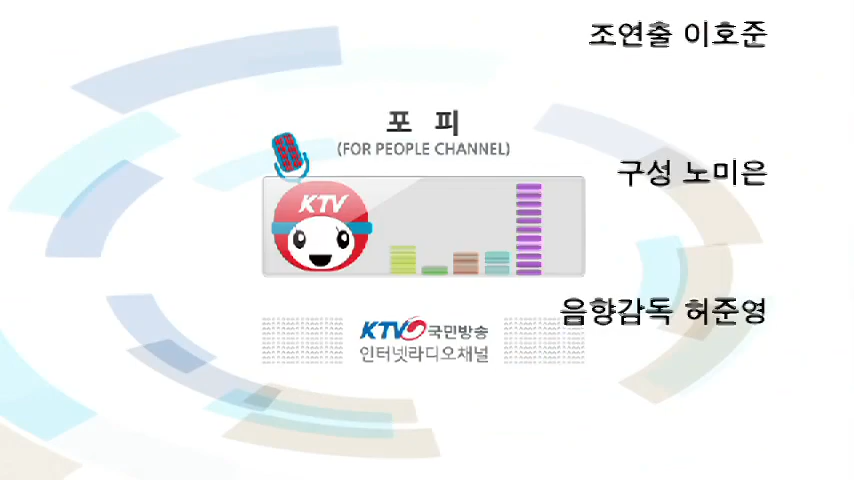 조연출 이호준
포 피
(FOR PEOPLE CHANNEL)
구성 노미은
KTV
음향감독 허준영
KTV 국민방송
인터넷라디오채널